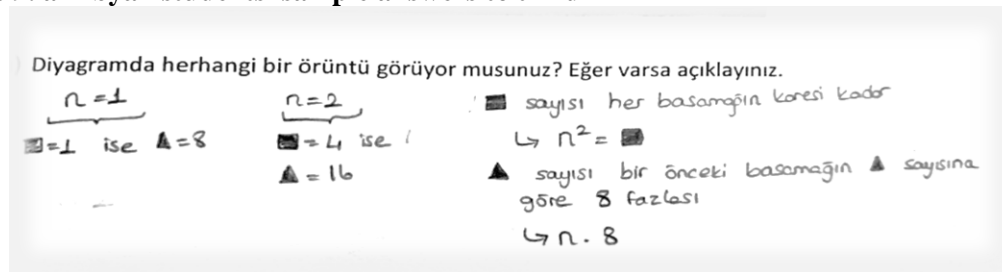 Diyagramda herhangi bir örüntü görüyor musunuz? Eğer varsa açıklayınız.
n=1
■=1 ise ▲=8
n=2
■=4 ise
▲=16
■ sayısı her basamağın karesi kadar
↳ n²= ■
▲ sayısı bir önceki basamağın ▲ sayısına
göre 8 fazlası
↳ n.8